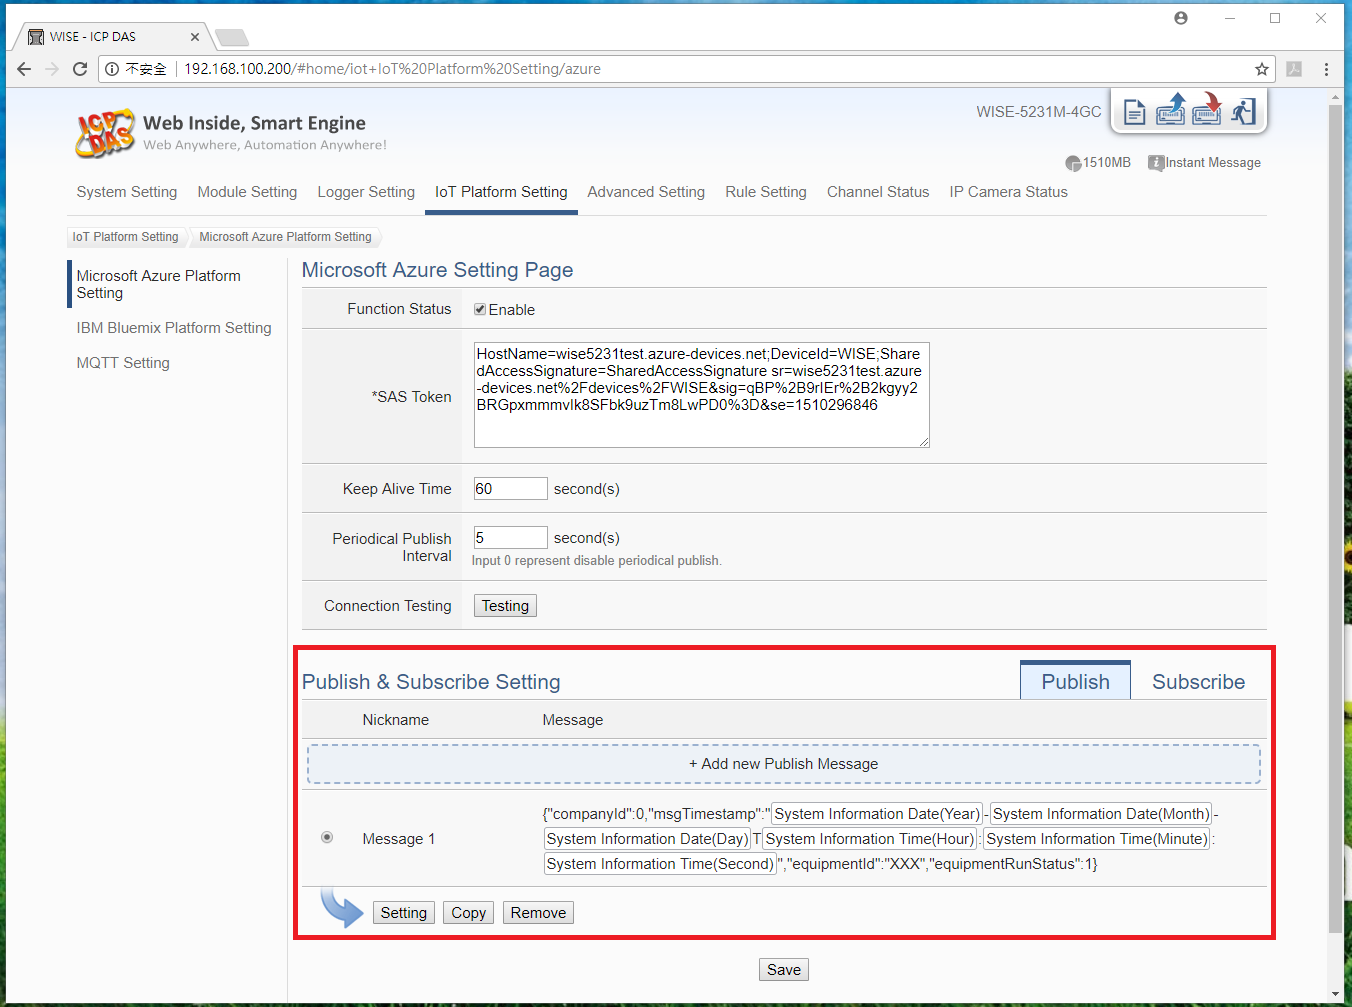 WISE - ICP DAS
不安全 192.168.100.200/#home/iot+IoT%20Platform%20Setting/azure
ICP DAS
Web Inside, Smart Engine
Web Anywhere, Automation Anywhere!
WISE-5231M-4GC
1510MB Instant Message
System Setting Module Setting Logger Setting IoT Platform Setting Advanced Setting Rule Setting Channel Status IP Camera Status
IoT Platform Setting Microsoft Azure Platform Setting
Microsoft Azure Platform
Setting
IBM Bluemix Platform Setting
MQTT Setting
Microsoft Azure Setting Page
Function Status Enable
*SAS Token
HostName=wise5231test.azure-devices.net;DeviceId=WISE;Share
dAccessSignature=SharedAccessSignature sr=wise5231test.azure
-devices.net%2Fdevices%2FWISE&sig=qBP%2B9rIEr%2B2kgyy2
BRGpxmmmvIk8SFbk9uzTm8LwPD0%3D&se=1510296846
Keep Alive Time 60 second(s)
Periodical Publish
Interval
5 second(s)
Input 0 represent disable periodical publish.
Connection Testing Testing
Publish & Subscribe Setting Publish Subscribe
Nickname Message
+ Add new Publish Message
Message 1
{"companyId":0,"msgTimestamp":"System Information Date(Year)-System Information Date(Month)-
System Information Date(Day)TSystem Information Time(Hour):System Information Time(Minute):
System Information Time(Second)","equipmentId":"XXX","equipmentRunStatus":1}
Setting Copy Remove
Save